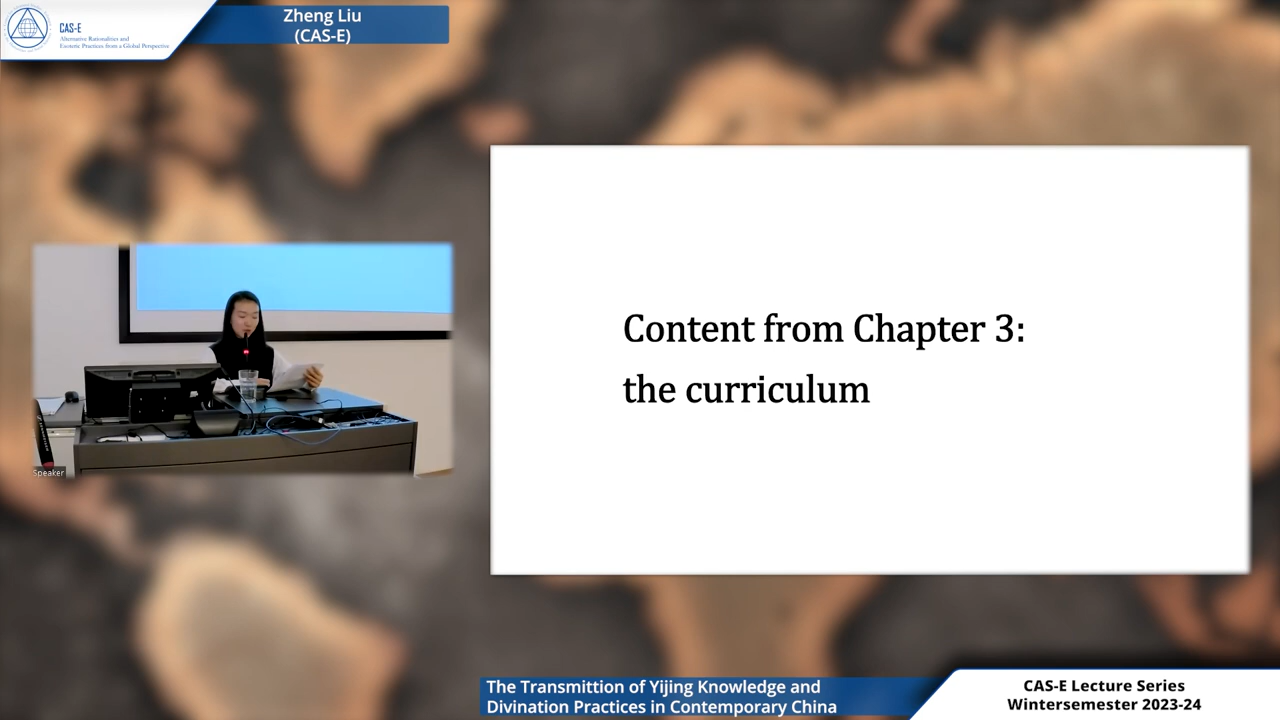 CAS-E
Alternative Rationalities and
Esoteric Practices from a Global Perspective
Zheng Liu
(CAS-E)
Content from Chapter 3:
the curriculum
Speaker
The Transmittion of Yijing Knowledge and
Divination Practices in Contemporary China
CAS-E Lecture Series
Wintersemester 2023-24